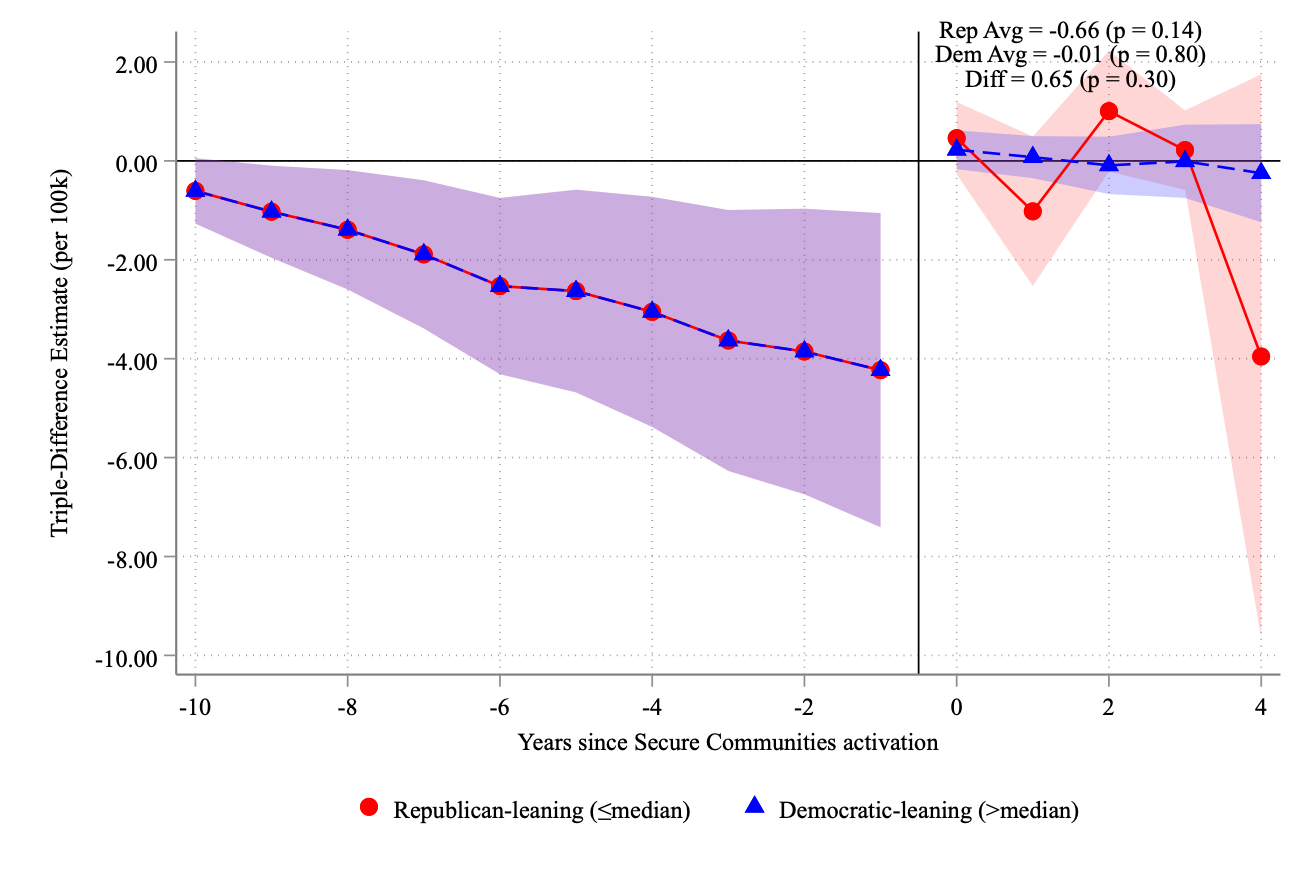 Rep Avg = -0.66 (p = 0.14)
Dem Avg = -0.01 (p = 0.80)
Diff = 0.65 (p = 0.30)
2.00
0.00
-2.00
-4.00
-6.00
-8.00
-10.00
Triple-Difference Estimate (per 100k)
-10 -8 -6 -4 -2 0 2 4
Years since Secure Communities activation
Republican-leaning (≤median) Democratic-leaning (>median)